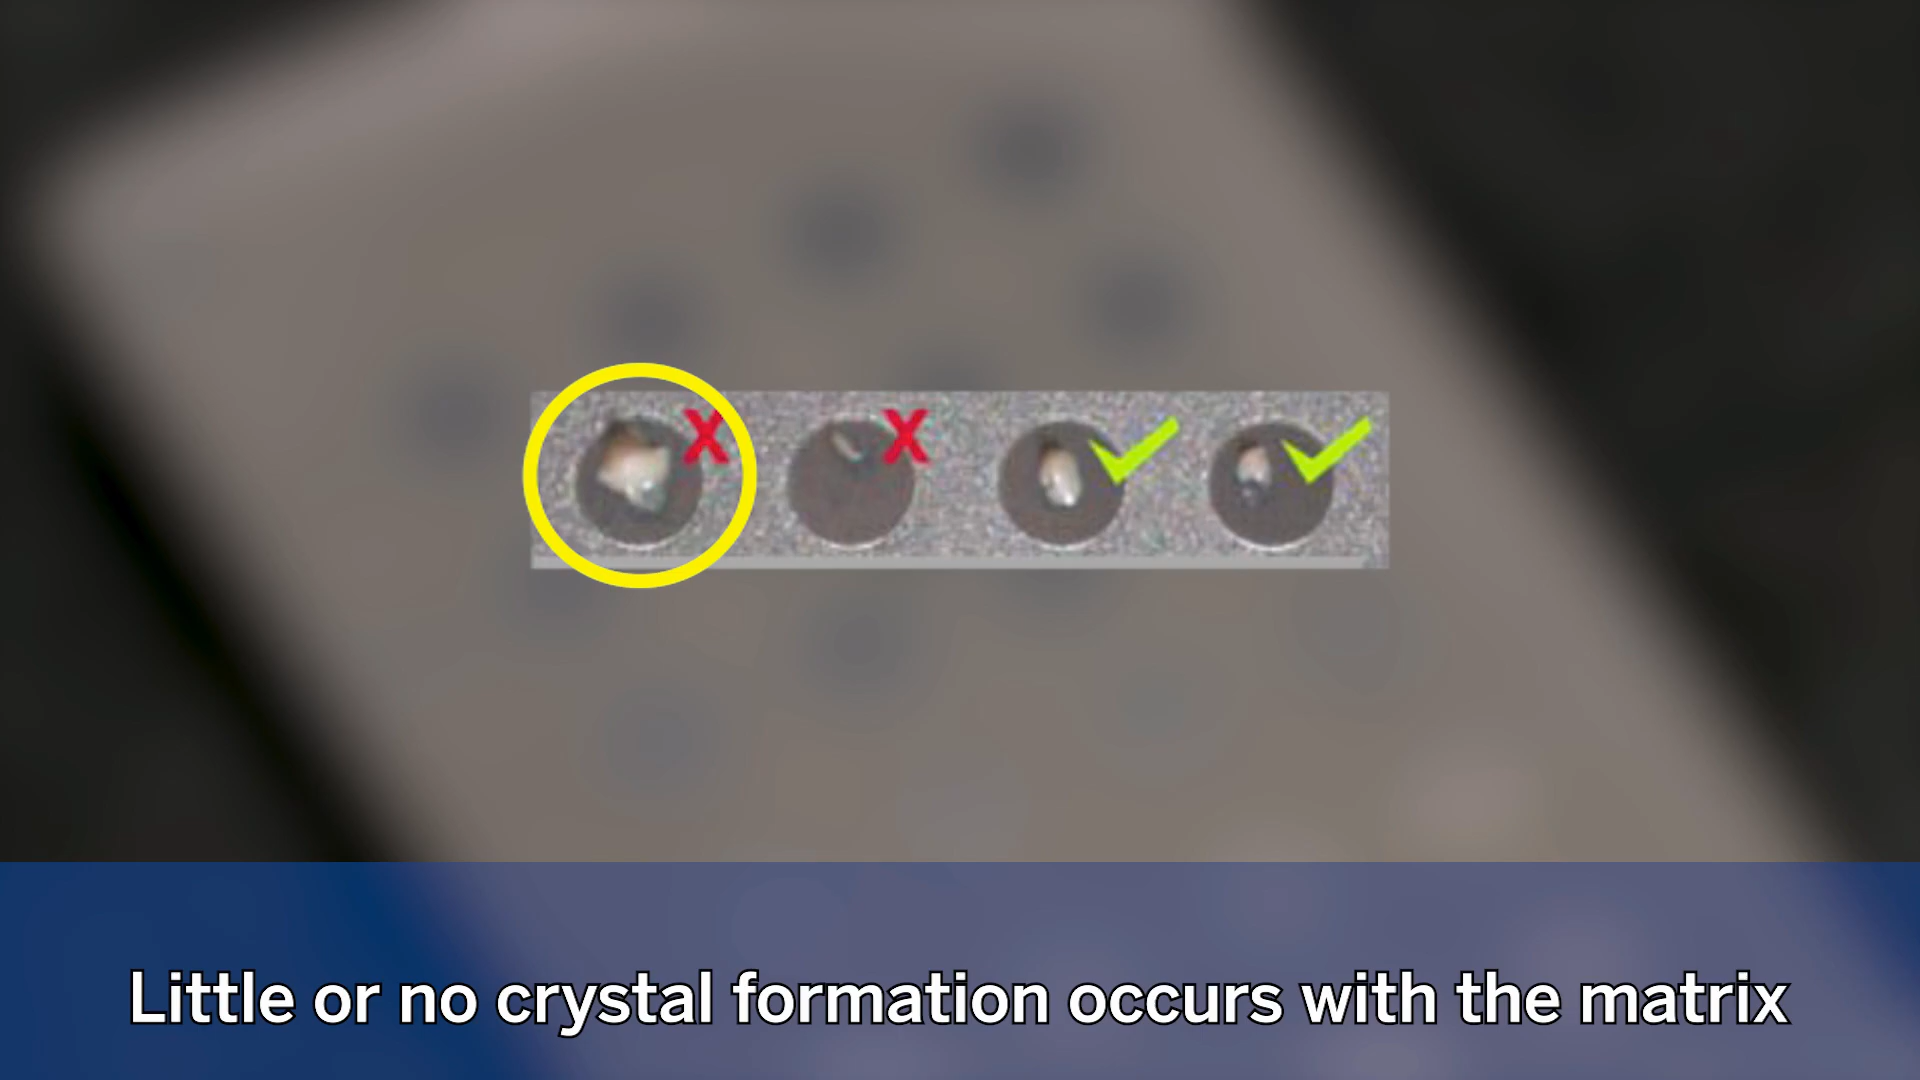 X X
Little or no crystal formation occurs with the matrix